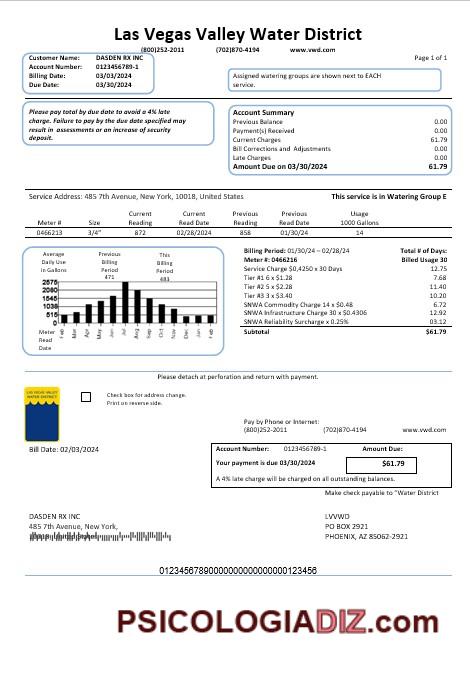 Las Vegas Valley Water District
(800)252-2011 (702)870-4194 www.vwd.com
Page 1 of 1
Customer Name: DASDEN RX INC
Account Number: 0123456789-1
Billing Date: 03/03/2024
Due Date: 03/30/2024
Assigned watering groups are shown next to EACH
service.
Please pay total by due date to avoid a 4% late
charge. Failure to pay by the due date specified may
result in assessments or an increase of security
deposit.
Account Summary
Previous Balance 0.00
Payment(s) Received 0.00
Current Charges 61.79
Bill Corrections and Adjustments 0.00
Late Charges 0.00
Amount Due on 03/30/2024 61.79
Service Address: 485 7th Avenue, New York, 10018, United States This service is in Watering Group E
Current Current Previous Previous Usage
Meter # Size Reading Read Date Reading Read Date 1000 Gallons
0466213 3/4" 872 02/28/2024 858 01/30/24 14
Average Previous This
Daily Use Billing Billing
in Gallons Period Period
471 483
2575
2080
1545
1038
515
0
Feb Mar Apr May Jun Jul Aug Sep Oct Nov Dec Jan Feb
Meter
Read
Date
Billing Period: 01/30/24 – 02/28/24 Total # of Days:
Meter #: 0466216 Billed Usage 30
Service Charge $0,4250 x 30 Days 12.75
Tier #1 6 x $1.28 7.68
Tier #2 5 x $2.28 11.40
Tier #3 3 x $3.40 10.20
SNWA Commodity Charge 14 x $0.48 6.72
SNWA Infrastructure Charge 30 x $0.4306 12.92
SNWA Reliability Surcharge x 0.25% 03.12
Subtotal $61.79
Please detach at perforation and return with payment.
LAS VEGAS VALLEY
WATER DISTRICT
Check box for address change.
Print on reverse side.
Pay by Phone or Internet:
(800)252-2011 (702)870-4194 www.vwd.com
Bill Date: 02/03/2024
Account Number: 0123456789-1 Amount Due:
Your payment is due 03/30/2024 $61.79
A 4% late charge will be charged on all outstanding balances.
Make check payable to "Water District
DASDEN RX INC
485 7th Avenue, New York,
LVVWD
PO BOX 2921
PHOENIX, AZ 85062-2921
01234567890000000000000000123456
PSICOLOGIADIZ.com